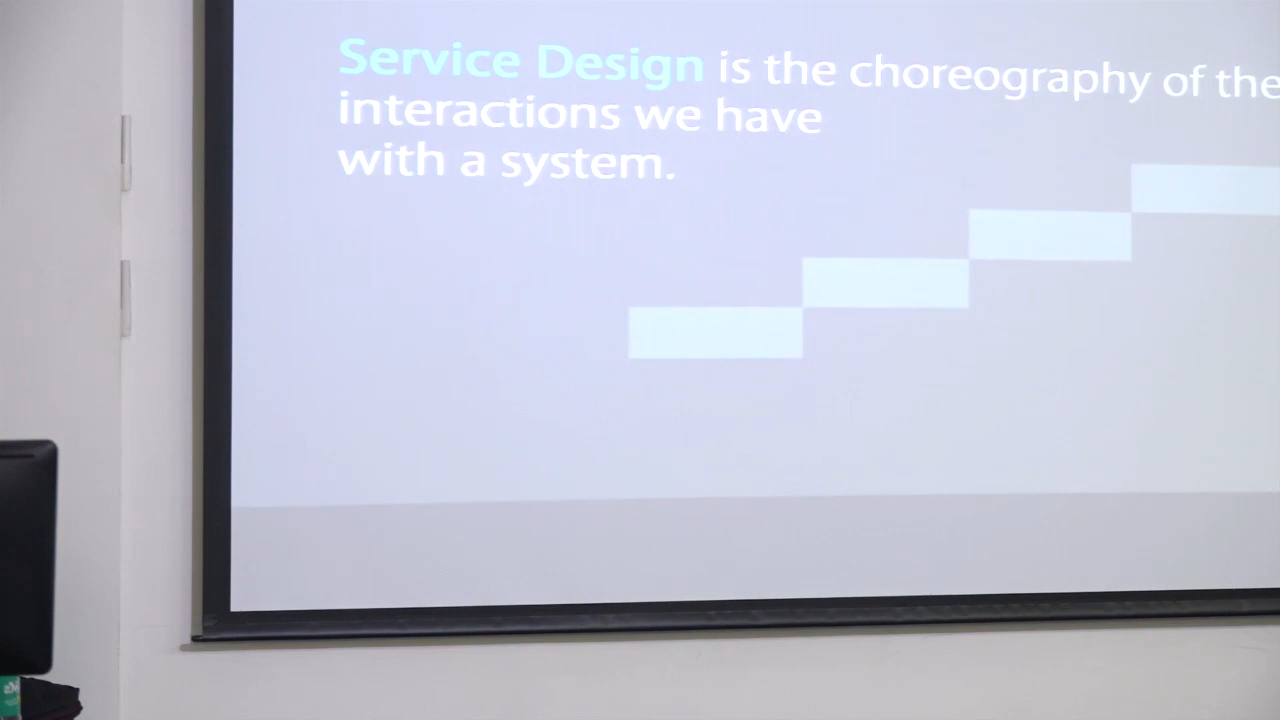 Service Design is the choreography of the
interactions we have
with a system.